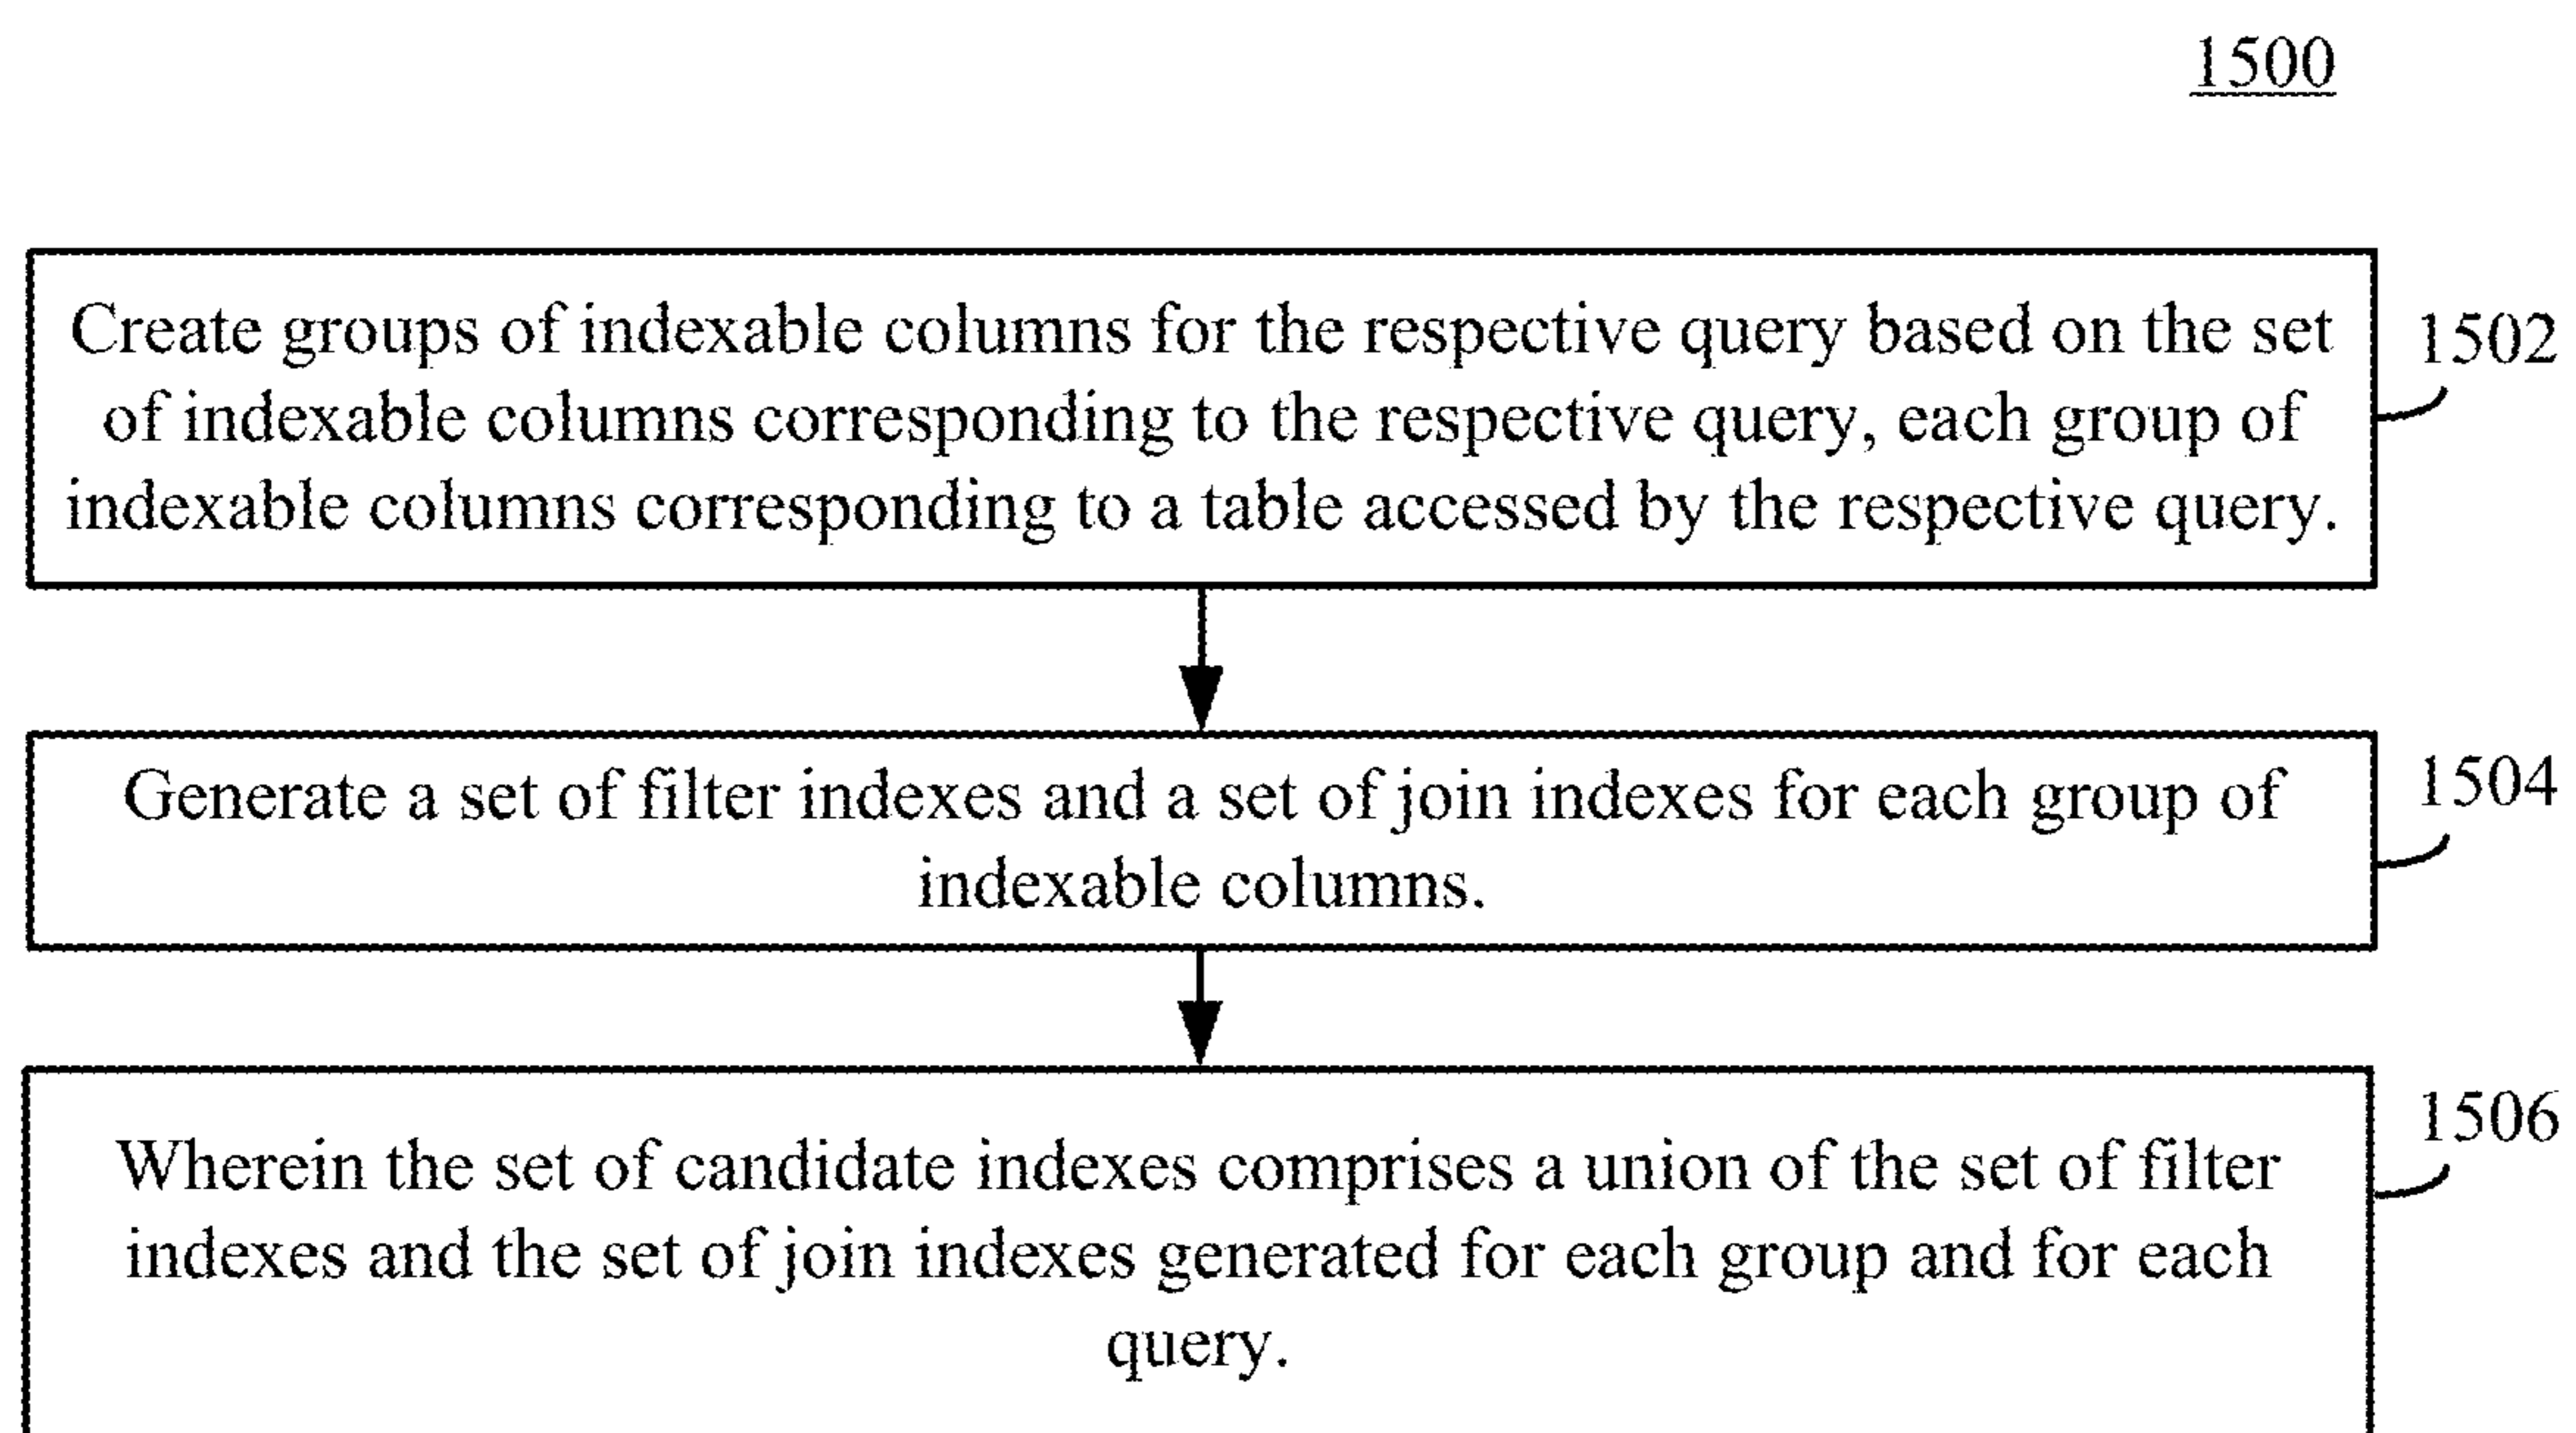 1500
Create groups of indexable columns for the respective query based on the set
of indexable columns corresponding to the respective query, each group of
indexable columns corresponding to a table accessed by the respective query.
1502
Generate a set of filter indexes and a set of join indexes for each group of
indexable columns.
1504
Wherein the set of candidate indexes comprises a union of the set of filter
indexes and the set of join indexes generated for each group and for each
query.
1506